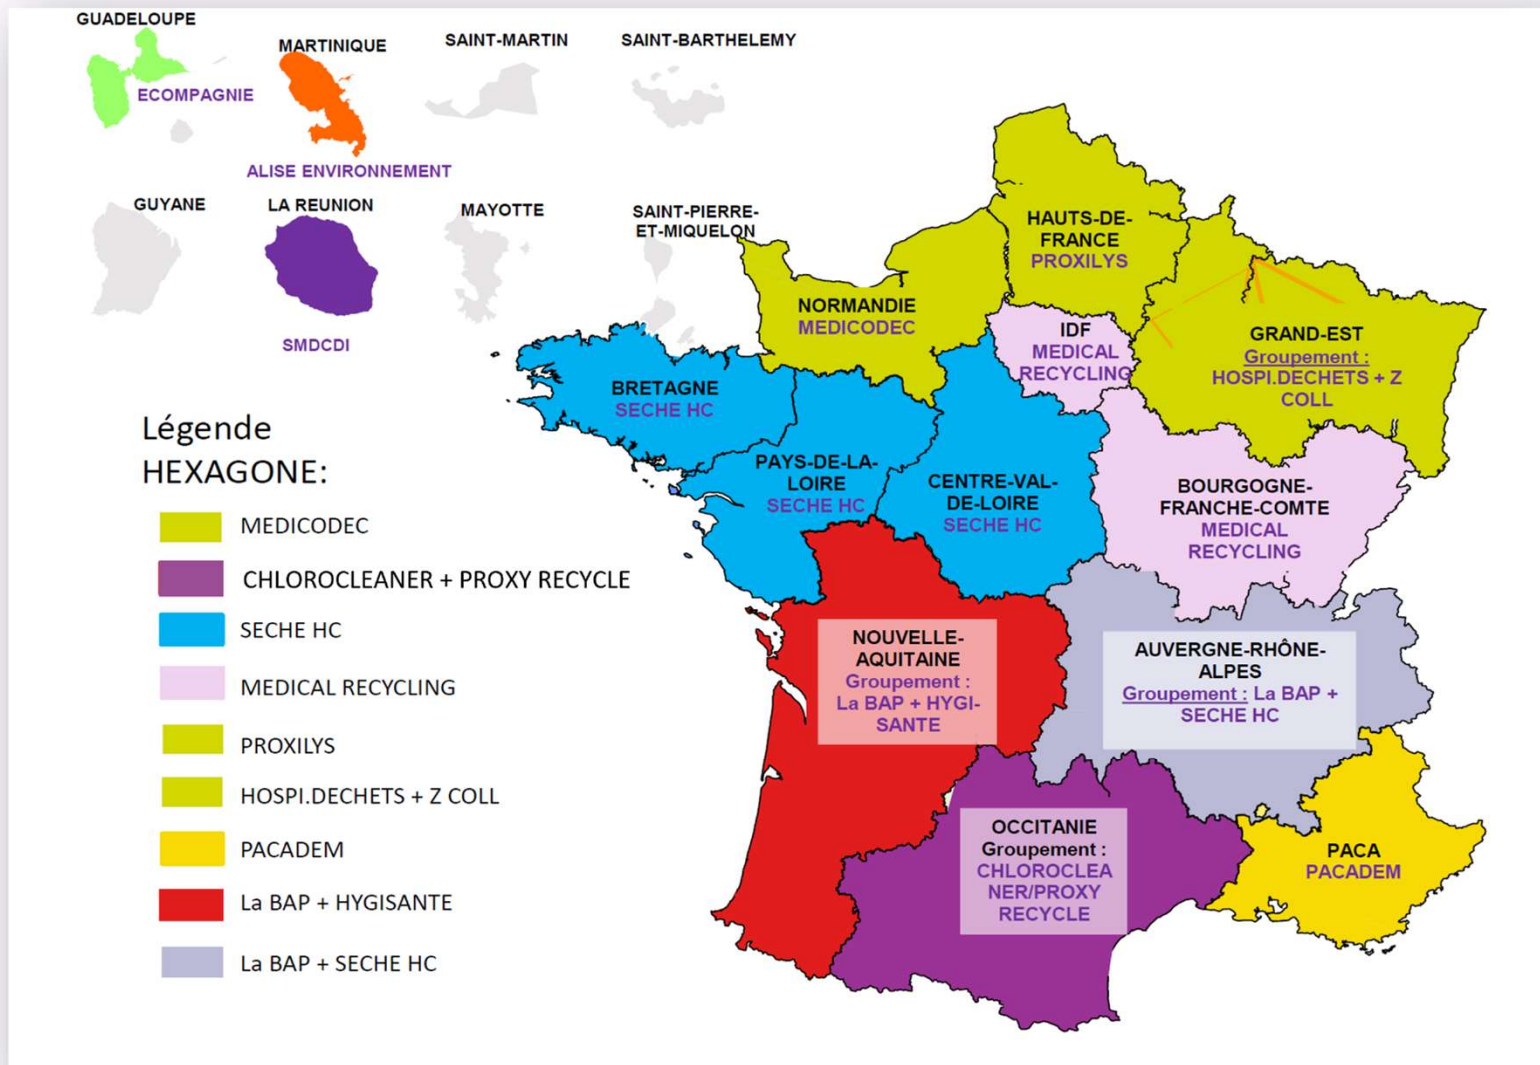 GUADELOUPE
ECOMPAGNIE
MARTINIQUE
ALISE ENVIRONNEMENT
SAINT-MARTIN
SAINT-BARTHELEMY
GUYANE
LA REUNION
SMDCDI
MAYOTTE
SAINT-PIERRE-
ET-MIQUELON
HAUTS-DE-
FRANCE
PROXILYS
NORMANDIE
MEDICODEC
IDF
MEDICAL
RECYCLING
GRAND-EST
Groupement :
HOSPI.DECHETS + Z
COLL
BRETAGNE
SECHE HC
PAYS-DE-LA-
LOIRE
SECHE HC
CENTRE-VAL-
DE-LOIRE
SECHE HC
BOURGOGNE-
FRANCHE-COMTE
MEDICAL
RECYCLING
NOUVELLE-
AQUITAINE
Groupement :
La BAP + HYGI-
SANTE
AUVERGNE-RHÔNE-
ALPES
Groupement : La BAP +
SECHE HC
OCCITANIE
Groupement :
CHLOROCLEA
NER/PROXY
RECYCLE
PACA
PACADEM
Légende
HEXAGONE:
MEDICODEC
CHLOROCLEANER + PROXY RECYCLE
SECHE HC
MEDICAL RECYCLING
PROXILYS
HOSPI.DECHETS + Z COLL
PACADEM
La BAP + HYGISANTE
La BAP + SECHE HC